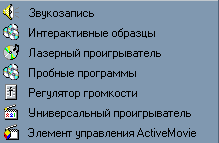 Звукозапись
Интерактивные образцы
Лазерный проигрыватель
Пробные программы
Регулятор громкости
Универсальный проигрыватель
Элемент управления ActiveMovie